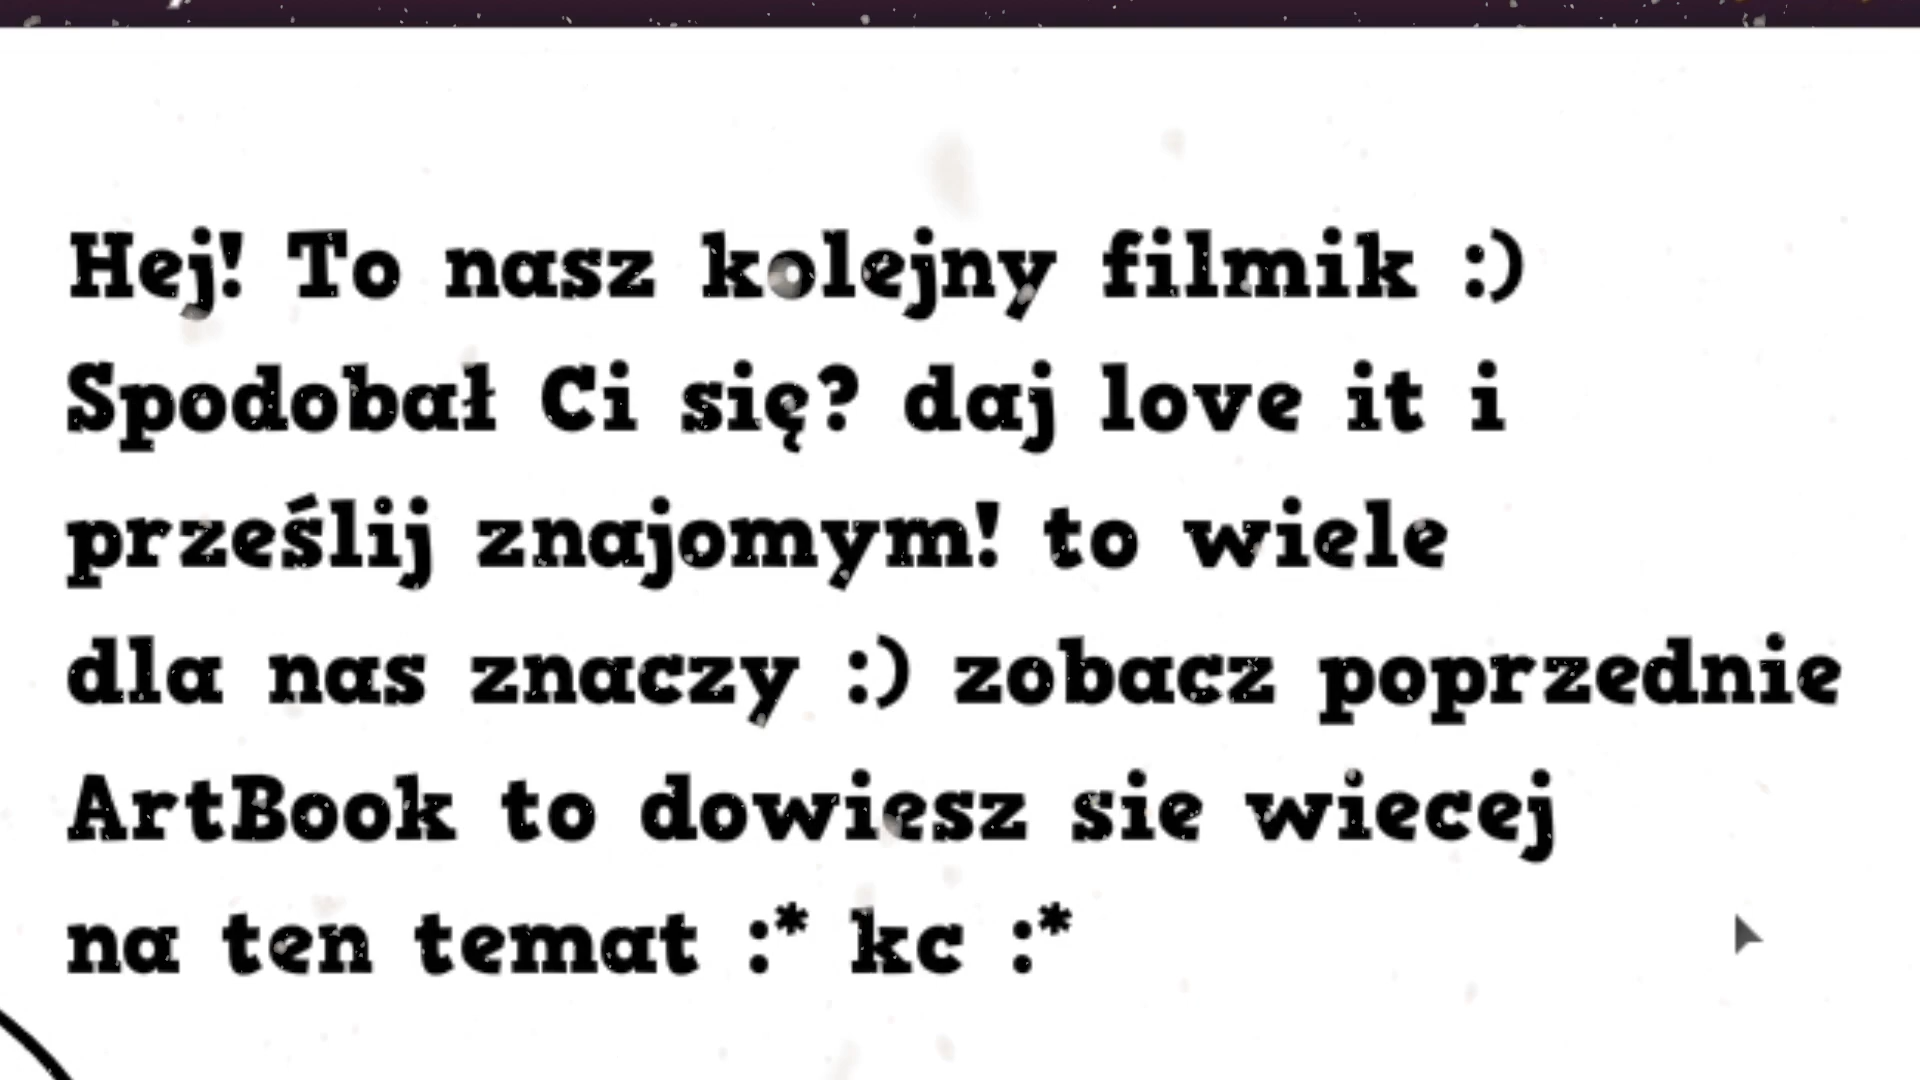 Hej! To nasz kolejny filmik :)
Spodobał Ci się? daj love it i
prześlij znajomym! to wiele
dla nas znaczy :) zobacz poprzednie
ArtBook to dowiesz sie wiecej
na ten temat :* kc :*